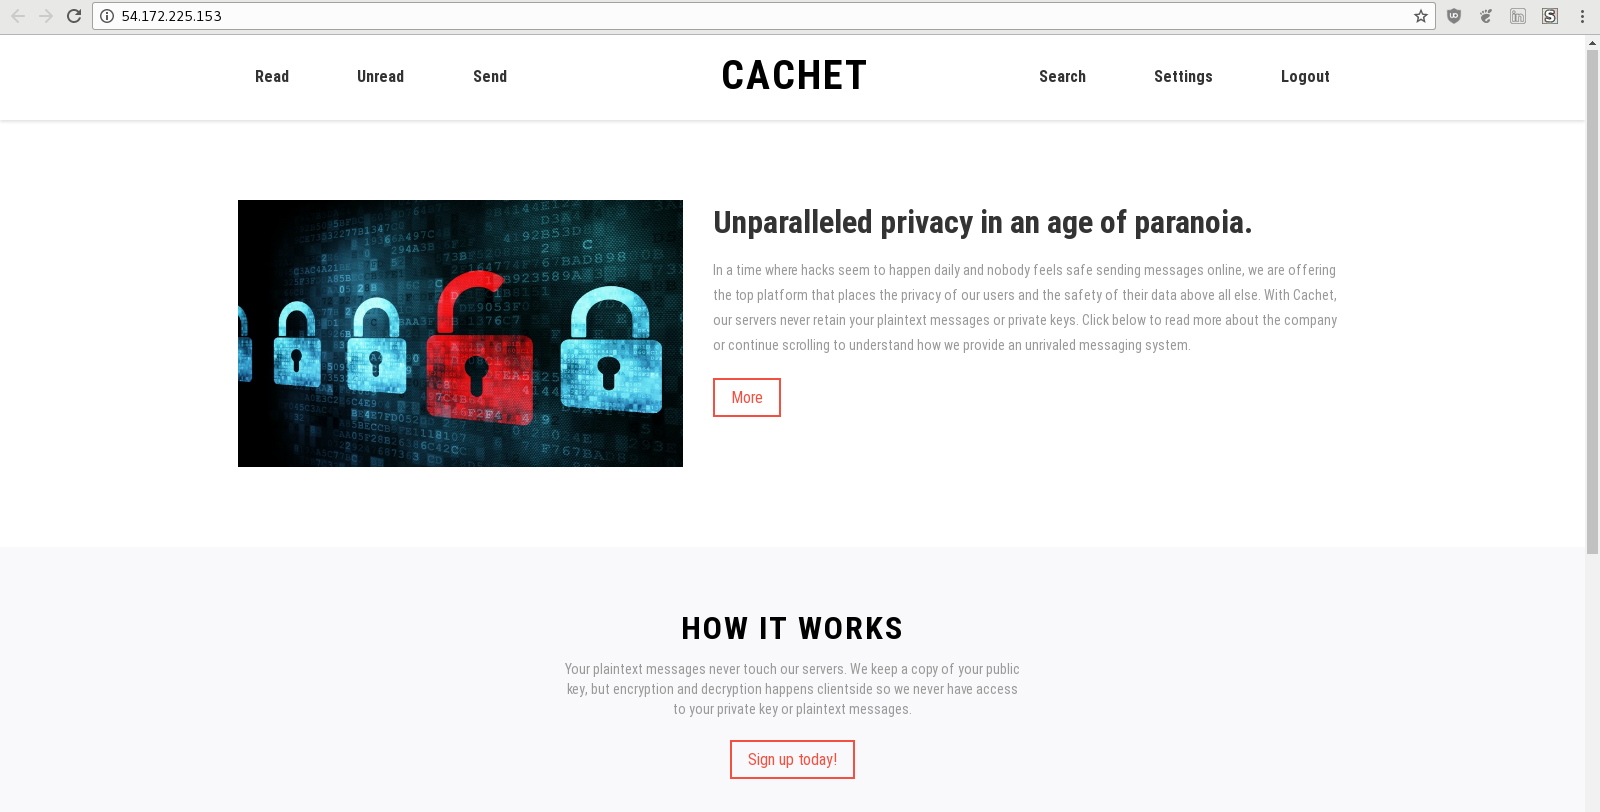 54.172.225.153
Read Unread Send CACHET Search Settings Logout
Unparalleled privacy in an age of paranoia.
In a time where hacks seem to happen daily and nobody feels safe sending messages online, we are offering
the top platform that places the privacy of our users and the safety of their data above all else. With Cachet,
our servers never retain your plaintext messages or private keys. Click below to read more about the company
or continue scrolling to understand how we provide an unrivaled messaging system.
More
HOW IT WORKS
Your plaintext messages never touch our servers. We keep a copy of your public
key, but encryption and decryption happens clientside so we never have access
to your private key or plaintext messages.
Sign up today!